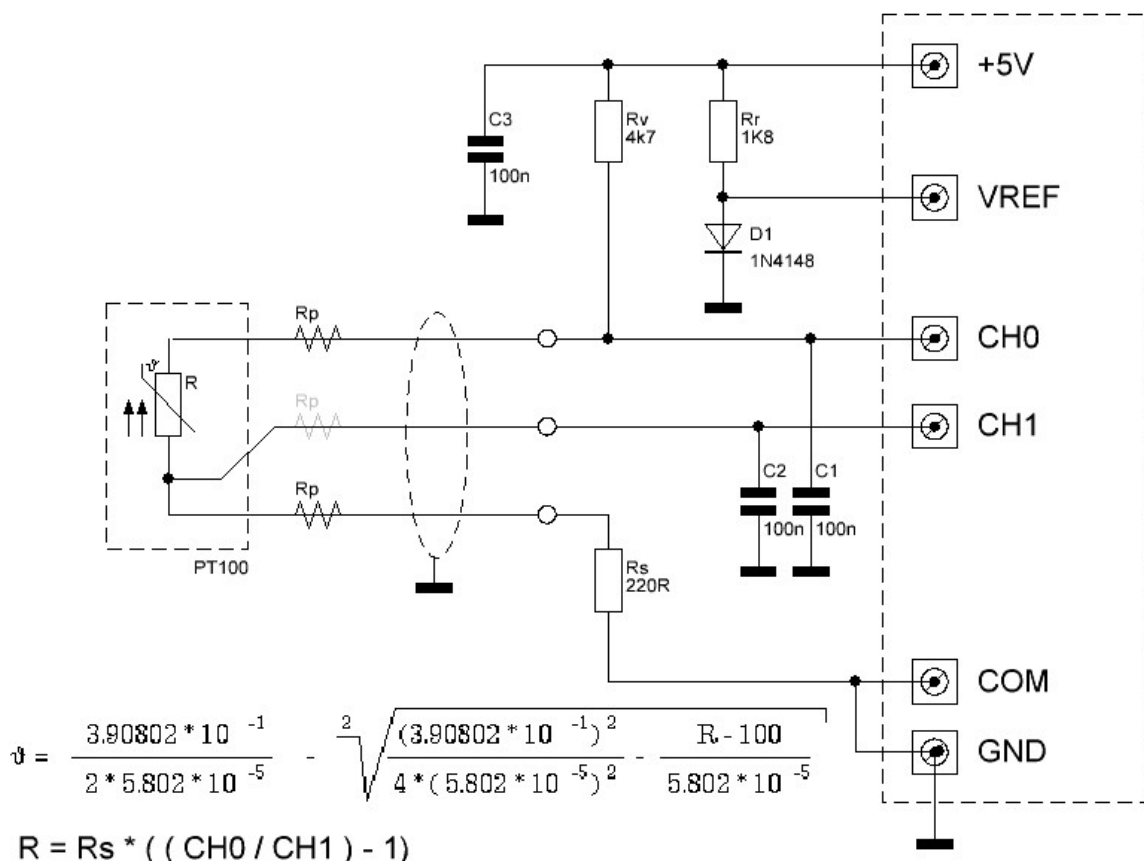 +5V
C3
100n
Rv
4k7
Rr
1K8
VREF
D1
1N4148
Rp
CH0
ϑ
R
Rp
CH1
C2
100n
C1
100n
Rp
PT100
Rs
220R
COM
GND
ϑ = 3.90802 * 10 ⁻¹ / 2 * 5.802 * 10 ⁻⁵ - ²√ (3.90802 * 10 ⁻¹) ² / 4 * ( 5.802 * 10 ⁻⁵) ² - R - 100 / 5.802 * 10 ⁻⁵
R = Rs * ( ( CH0 / CH1 ) - 1)